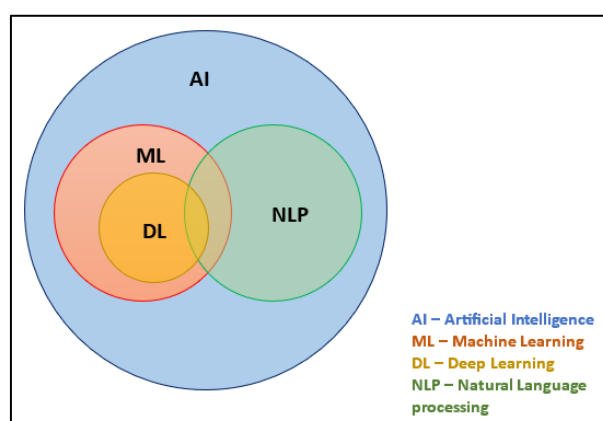 AI
ML
DL
NLP
AI – Artificial Intelligence
ML – Machine Learning
DL – Deep Learning
NLP – Natural Language
processing